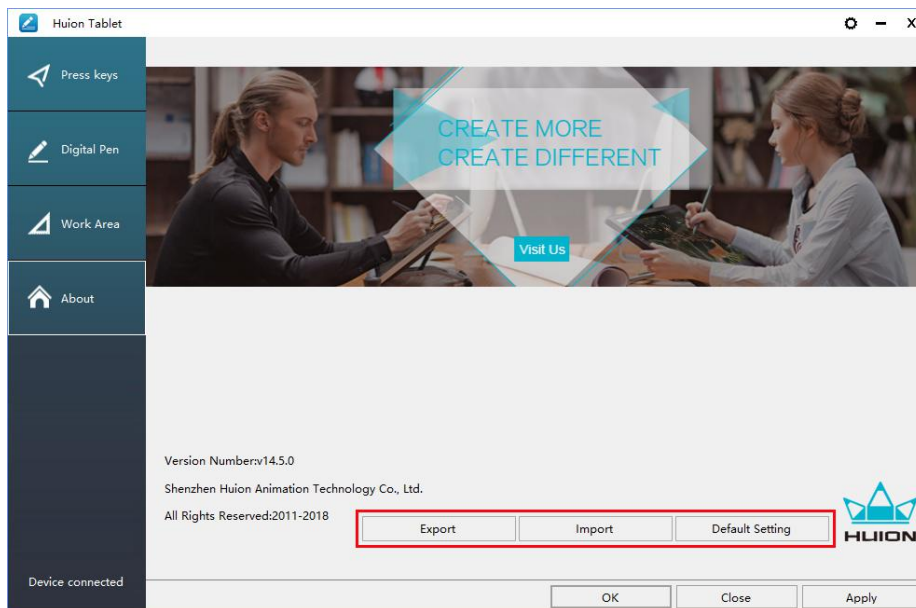 Huion Tablet
Press keys
Digital Pen
Work Area
About
CREATE MORE
CREATE DIFFERENT
Visit Us
Version Number:v14.5.0
Shenzhen Huion Animation Technology Co., Ltd.
All Rights Reserved:2011-2018
Export Import Default Setting
HUION
Device connected
OK Close Apply